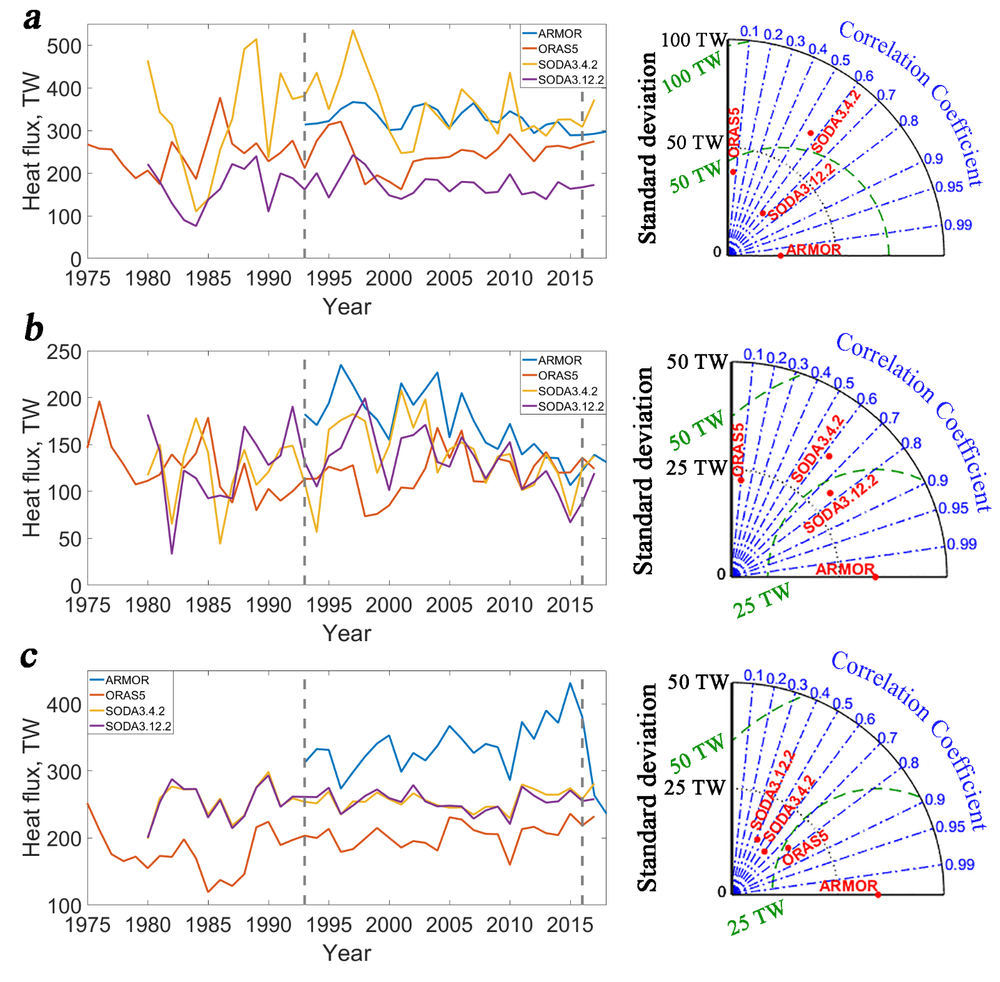 a
Heat flux, TW
500
400
300
200
100
0
1975 1980 1985 1990 1995 2000 2005 2010 2015
Year
ARMOR
ORAS5
SODA3.4.2
SODA3.12.2
Standard deviation
100 TW
100 TW
50 TW
50 TW
0
Correlation Coefficient
0.1 0.2 0.3 0.4 0.5 0.6 0.7 0.8 0.9 0.95 0.99
ORAS5
SODA3.4.2
SODA3.12.2
ARMOR
b
Heat flux, TW
250
200
150
100
50
0
1975 1980 1985 1990 1995 2000 2005 2010 2015
Year
ARMOR
ORAS5
SODA3.4.2
SODA3.12.2
Standard deviation
50 TW
50 TW
25 TW
0
25 TW
Correlation Coefficient
0.1 0.2 0.3 0.4 0.5 0.6 0.7 0.8 0.9 0.95 0.99
ORAS5
SODA3.4.2
SODA3.12.2
ARMOR
c
Heat flux, TW
400
300
200
100
1975 1980 1985 1990 1995 2000 2005 2010 2015
Year
ARMOR
ORAS5
SODA3.4.2
SODA3.12.2
Standard deviation
50 TW
50 TW
25 TW
0
25 TW
Correlation Coefficient
0.1 0.2 0.3 0.4 0.5 0.6 0.7 0.8 0.9 0.95 0.99
SODA3.12.2
SODA3.4.2
ORAS5
ARMOR